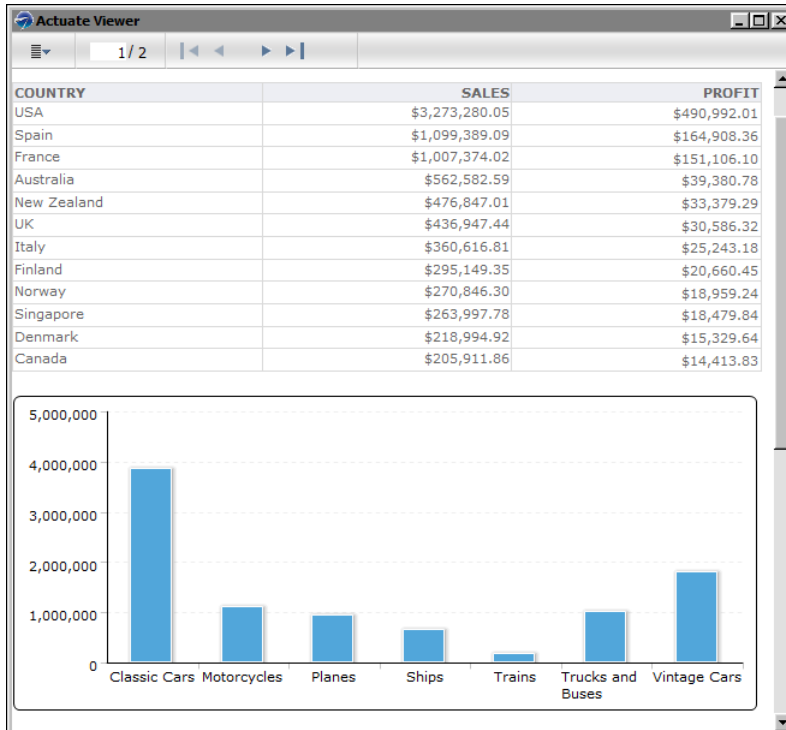 Actuate Viewer
1/ 2
COUNTRY SALES PROFIT
USA $3,273,280.05 $490,992.01
Spain $1,099,389.09 $164,908.36
France $1,007,374.02 $151,106.10
Australia $562,582.59 $39,380.78
New Zealand $476,847.01 $33,379.29
UK $436,947.44 $30,586.32
Italy $360,616.81 $25,243.18
Finland $295,149.35 $20,660.45
Norway $270,846.30 $18,959.24
Singapore $263,997.78 $18,479.84
Denmark $218,994.92 $15,329.64
Canada $205,911.86 $14,413.83
5,000,000
4,000,000
3,000,000
2,000,000
1,000,000
0
Classic Cars Motorcycles Planes Ships Trains Trucks and Vintage Cars
Buses